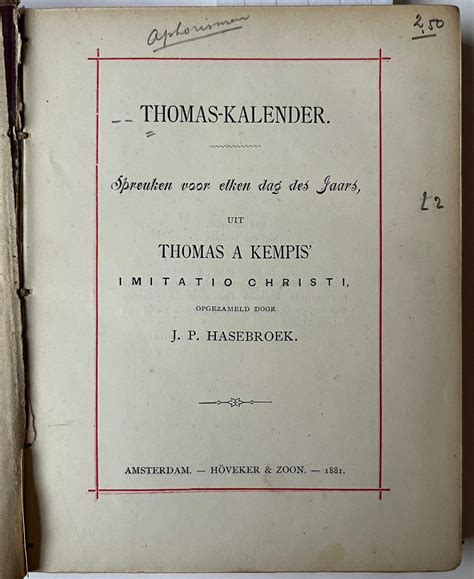 Aphorismen
2,50
THOMAS-KALENDER.
Spreuken voor elken dag des Jaars,
UIT
THOMAS A KEMPIS'
IMITATIO CHRISTI,
OPGEZAMELD DOOR
J. P. HASEBROEK.
AMSTERDAM. — HÖVEKER & ZOON. — 1881.